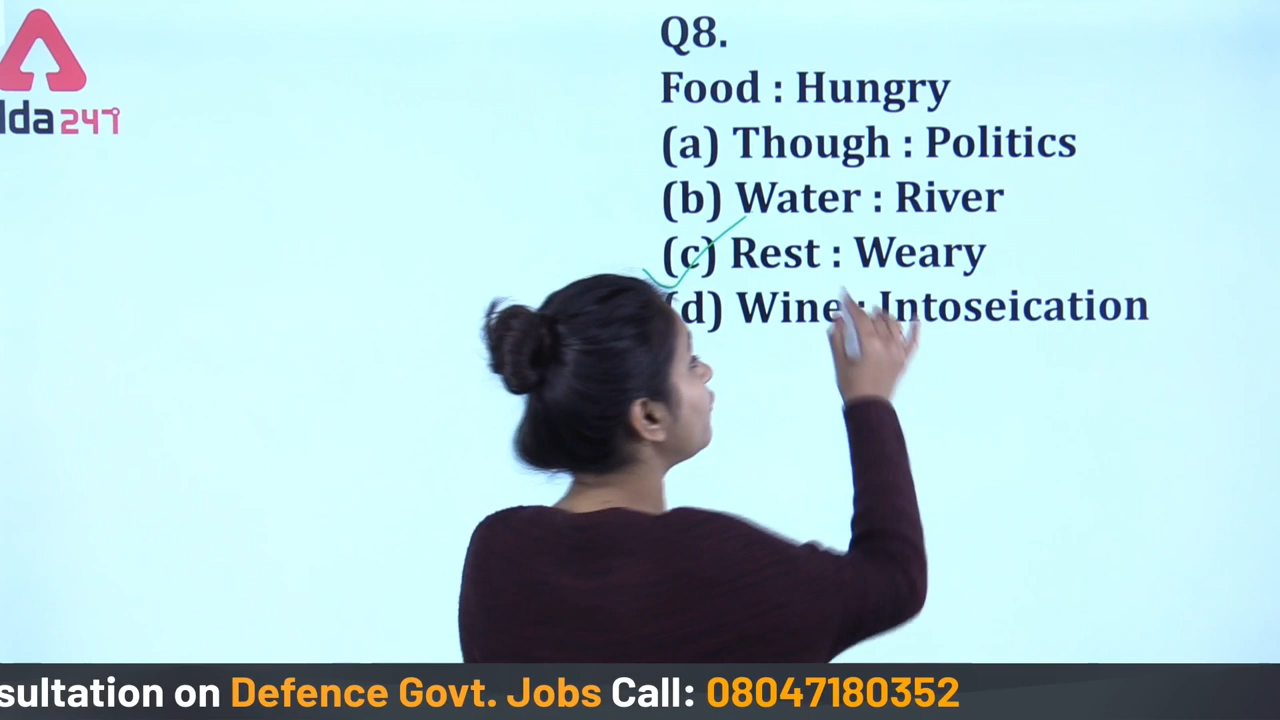 lda 247
Q8.
Food : Hungry
(a) Though : Politics
(b) Water : River
(c) Rest : Weary
(d) Wine : Intoseication
sultation on Defence Govt. Jobs Call: 08047180352